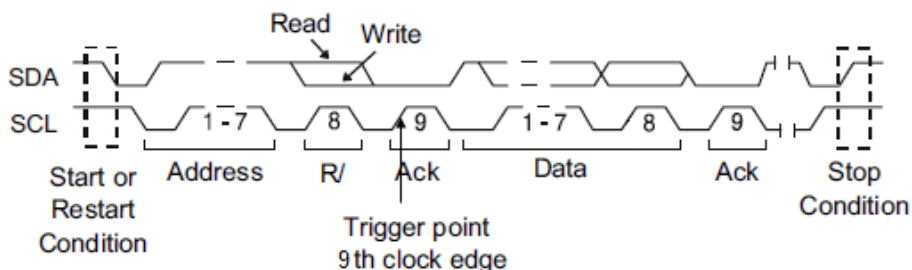 Read
Write
SDA
SCL
1 - 7
8
9
1 - 7
8
9
Address
R/
Ack
Data
Ack
Start or
Restart
Condition
Stop
Condition
Trigger point
9th clock edge